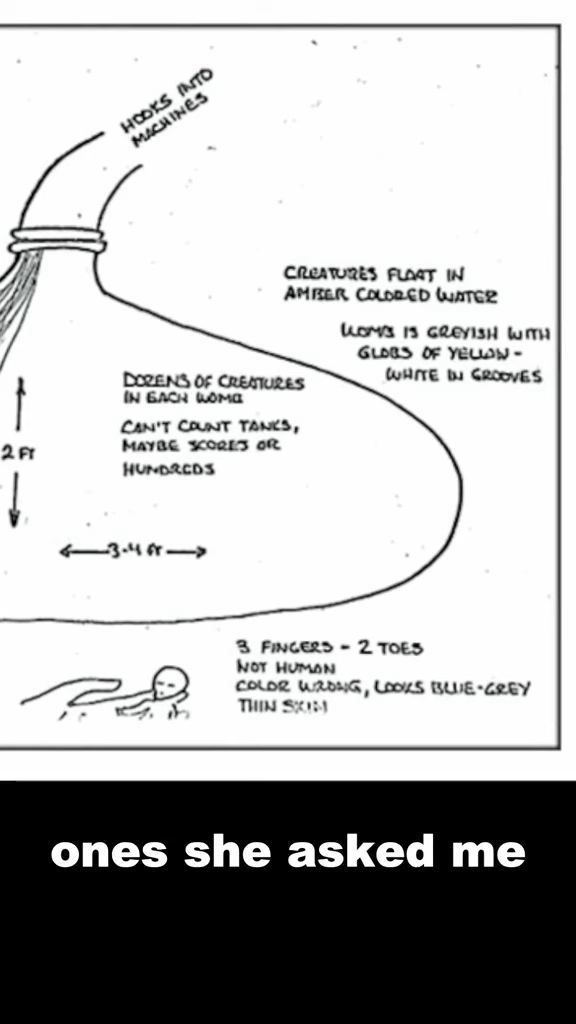 HOOKS INTO
MACHINES
CREATURES FLOAT IN
AMBER COLORED WATER
WOMB IS GREYISH WITH
GLOBS OF YELLOW -
WHITE IN GROOVES
DOZENS OF CREATURES
IN EACH WOMB
CAN'T COUNT TANKS,
MAYBE SCORES OR
HUNDREDS
2 FT
3-4 FT
3 FINGERS - 2 TOES
NOT HUMAN
COLOR WRONG, LOOKS BLUE-GREY
THIN SKIN
ones she asked me